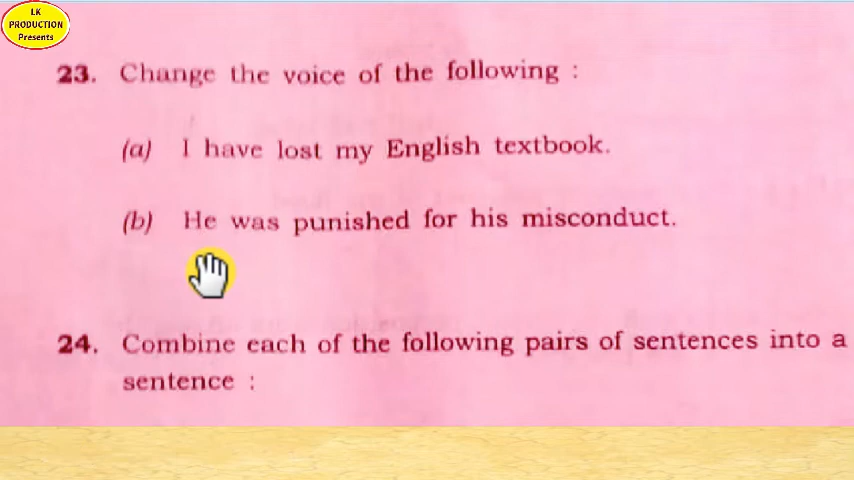 LK
PRODUCTION
Presents
23. Change the voice of the following :
(a) I have lost my English textbook.
(b) He was punished for his misconduct.
24. Combine each of the following pairs of sentences into a
sentence :